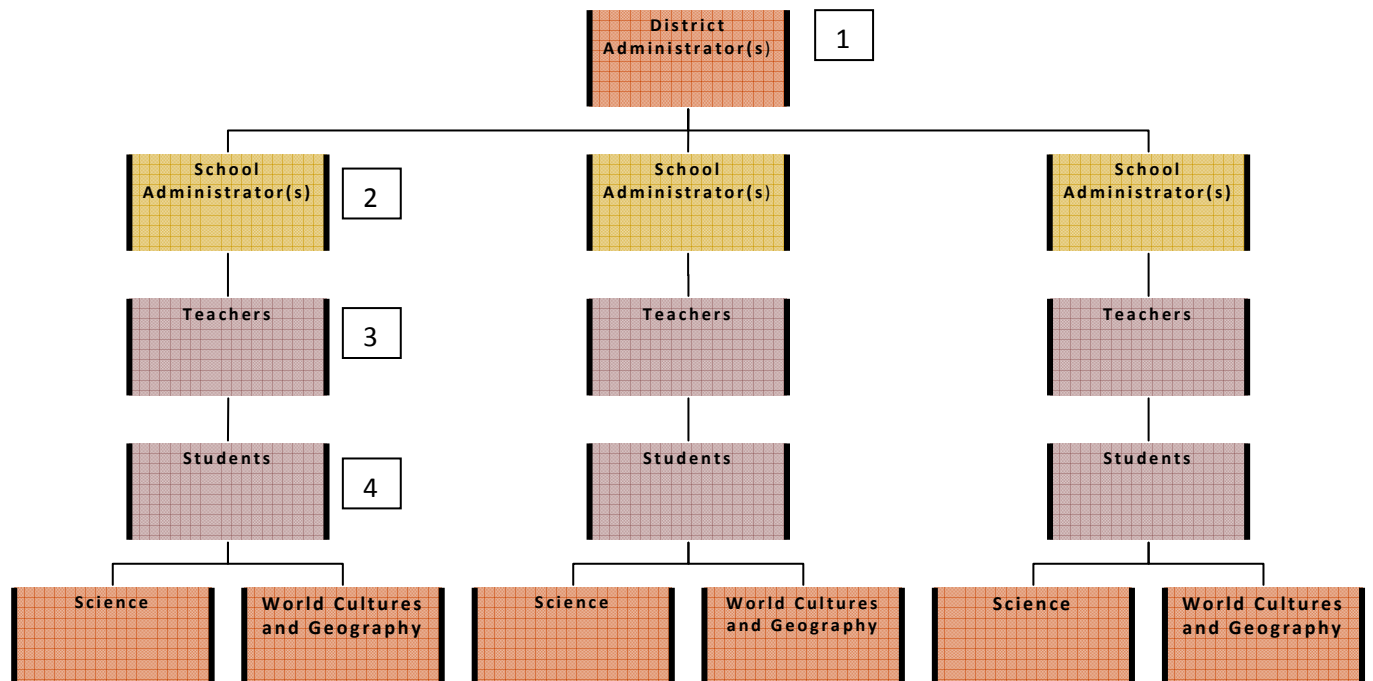 District
Administrator(s)
1
School
Administrator(s)
2
School
Administrator(s)
School
Administrator(s)
Teachers
3
Teachers
Teachers
Students
4
Students
Students
Science
World Cultures
and Geography
Science
World Cultures
and Geography
Science
World Cultures
and Geography